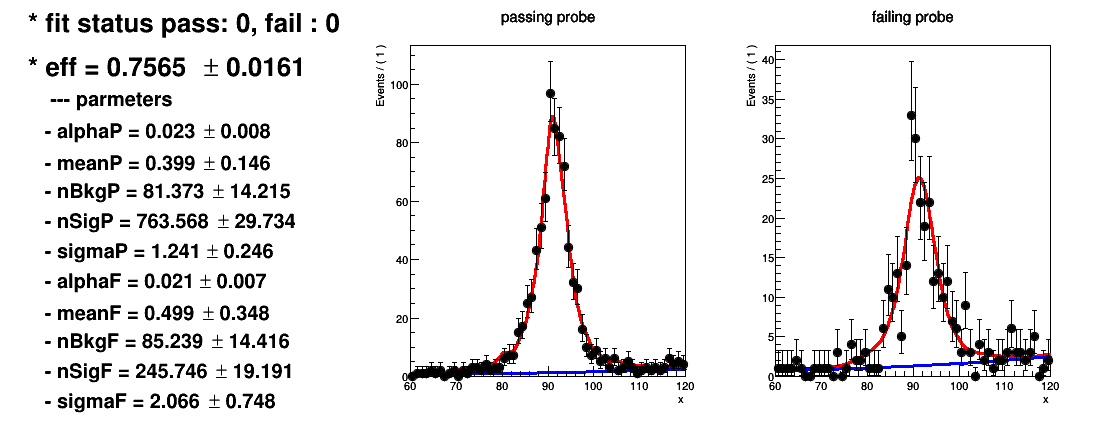 * fit status pass: 0, fail : 0
* eff = 0.7565 ± 0.0161
--- parmeters
- alphaP = 0.023 ± 0.008
- meanP = 0.399 ± 0.146
- nBkgP = 81.373 ± 14.215
- nSigP = 763.568 ± 29.734
- sigmaP = 1.241 ± 0.246
- alphaF = 0.021 ± 0.007
- meanF = 0.499 ± 0.348
- nBkgF = 85.239 ± 14.416
- nSigF = 245.746 ± 19.191
- sigmaF = 2.066 ± 0.748
passing probe
Events / ( 1 )
100
80
60
40
20
0
60 70 80 90 100 110 120
x
failing probe
Events / ( 1 )
40
35
30
25
20
15
10
5
0
60 70 80 90 100 110 120
x